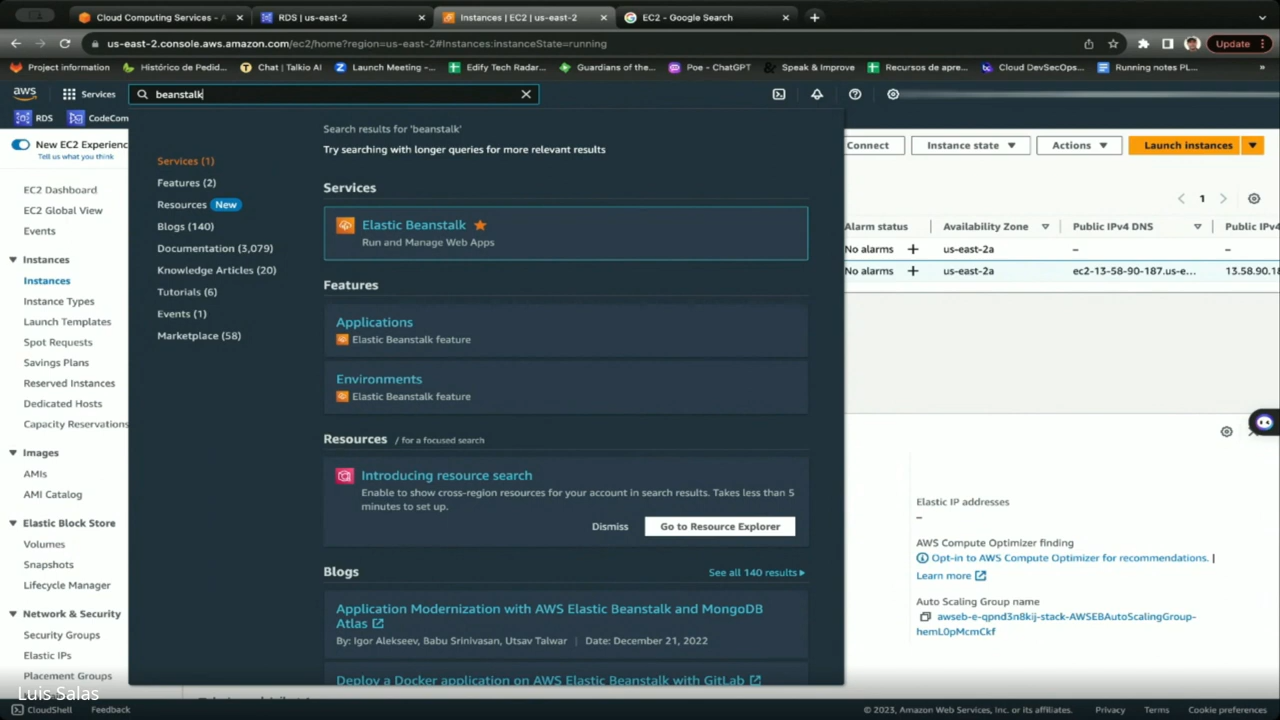 Cloud Computing Services - A
RDS | us-east-2
Instances | EC2 | us-east-2
EC2 - Google Search
us-east-2.console.aws.amazon.com/ec2/home?region=us-east-2#Instances:instanceState=running
Update
Project information
Histórico de Pedid...
Chat | Talkio AI
Launch Meeting -...
Edify Tech Radar...
Guardians of the...
Poe - ChatGPT
Speak & Improve
Recursos de apre...
Cloud DevSecOps...
Running notes PL...
»
aws
Services
beanstalk
RDS
CodeCom
New EC2 Experienc
Tell us what you think
EC2 Dashboard
EC2 Global View
Events
Instances
Instances
Instance Types
Launch Templates
Spot Requests
Savings Plans
Reserved Instances
Dedicated Hosts
Capacity Reservations
Images
AMIs
AMI Catalog
Elastic Block Store
Volumes
Snapshots
Lifecycle Manager
Network & Security
Security Groups
Elastic IPs
Placement Groups
Services (1)
Features (2)
Resources New
Blogs (140)
Documentation (3,079)
Knowledge Articles (20)
Tutorials (6)
Events (1)
Marketplace (58)
Search results for 'beanstalk'
Try searching with longer queries for more relevant results
Services
Elastic Beanstalk
Run and Manage Web Apps
Features
Applications
Elastic Beanstalk feature
Environments
Elastic Beanstalk feature
Resources / for a focused search
Introducing resource search
Enable to show cross-region resources for your account in search results. Takes less than 5
minutes to set up.
Dismiss
Go to Resource Explorer
Blogs
See all 140 results
Application Modernization with AWS Elastic Beanstalk and MongoDB
Atlas
By: Igor Alekseev, Babu Srinivasan, Utsav Talwar | Date: December 21, 2022
Deploy a Docker application on AWS Elastic Beanstalk with GitLab
Connect
Instance state
Actions
Launch instances
1
Alarm status
Availability Zone
Public IPv4 DNS
Public IPv4
No alarms +
us-east-2a
–
–
No alarms +
us-east-2a
ec2-13-58-90-187.us-e...
13.58.90.18
Elastic IP addresses
–
AWS Compute Optimizer finding
Opt-in to AWS Compute Optimizer for recommendations. |
Learn more
Auto Scaling Group name
awseb-e-qpnd3n8kij-stack-AWSEBAutoScalingGroup-
hemL0pMcmCkf
Luis Salas
CloudShell
Feedback
© 2023, Amazon Web Services, Inc. or its affiliates.
Privacy
Terms
Cookie preferences